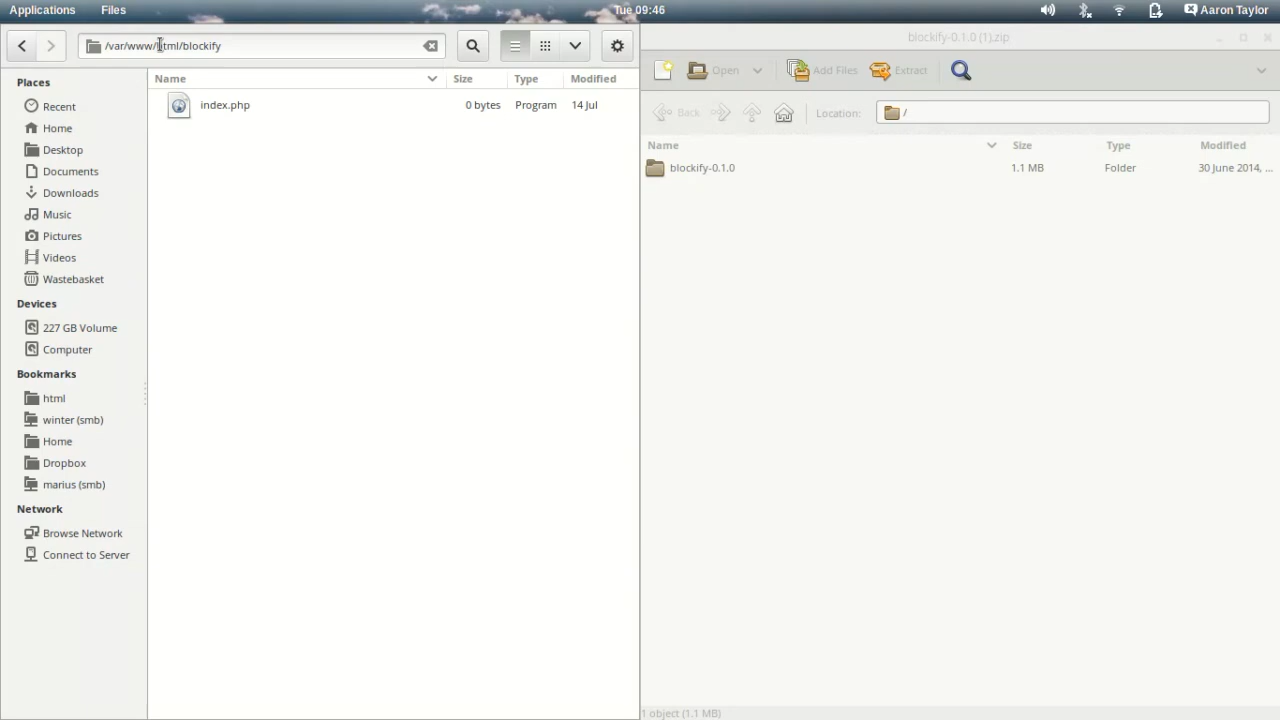 Applications Files Tue 09:46 Aaron Taylor
/var/www/html/blockify
Places
Recent
Home
Desktop
Documents
Downloads
Music
Pictures
Videos
Wastebasket
Devices
227 GB Volume
Computer
Bookmarks
html
winter (smb)
Home
Dropbox
marius (smb)
Network
Browse Network
Connect to Server
Name Size Type Modified
index.php 0 bytes Program 14 Jul
blockify-0.1.0 (1).zip
Open Add Files Extract
Back Location: /
Name Size Type Modified
blockify-0.1.0 1.1 MB Folder 30 June 2014, ...
1 object (1.1 MB)